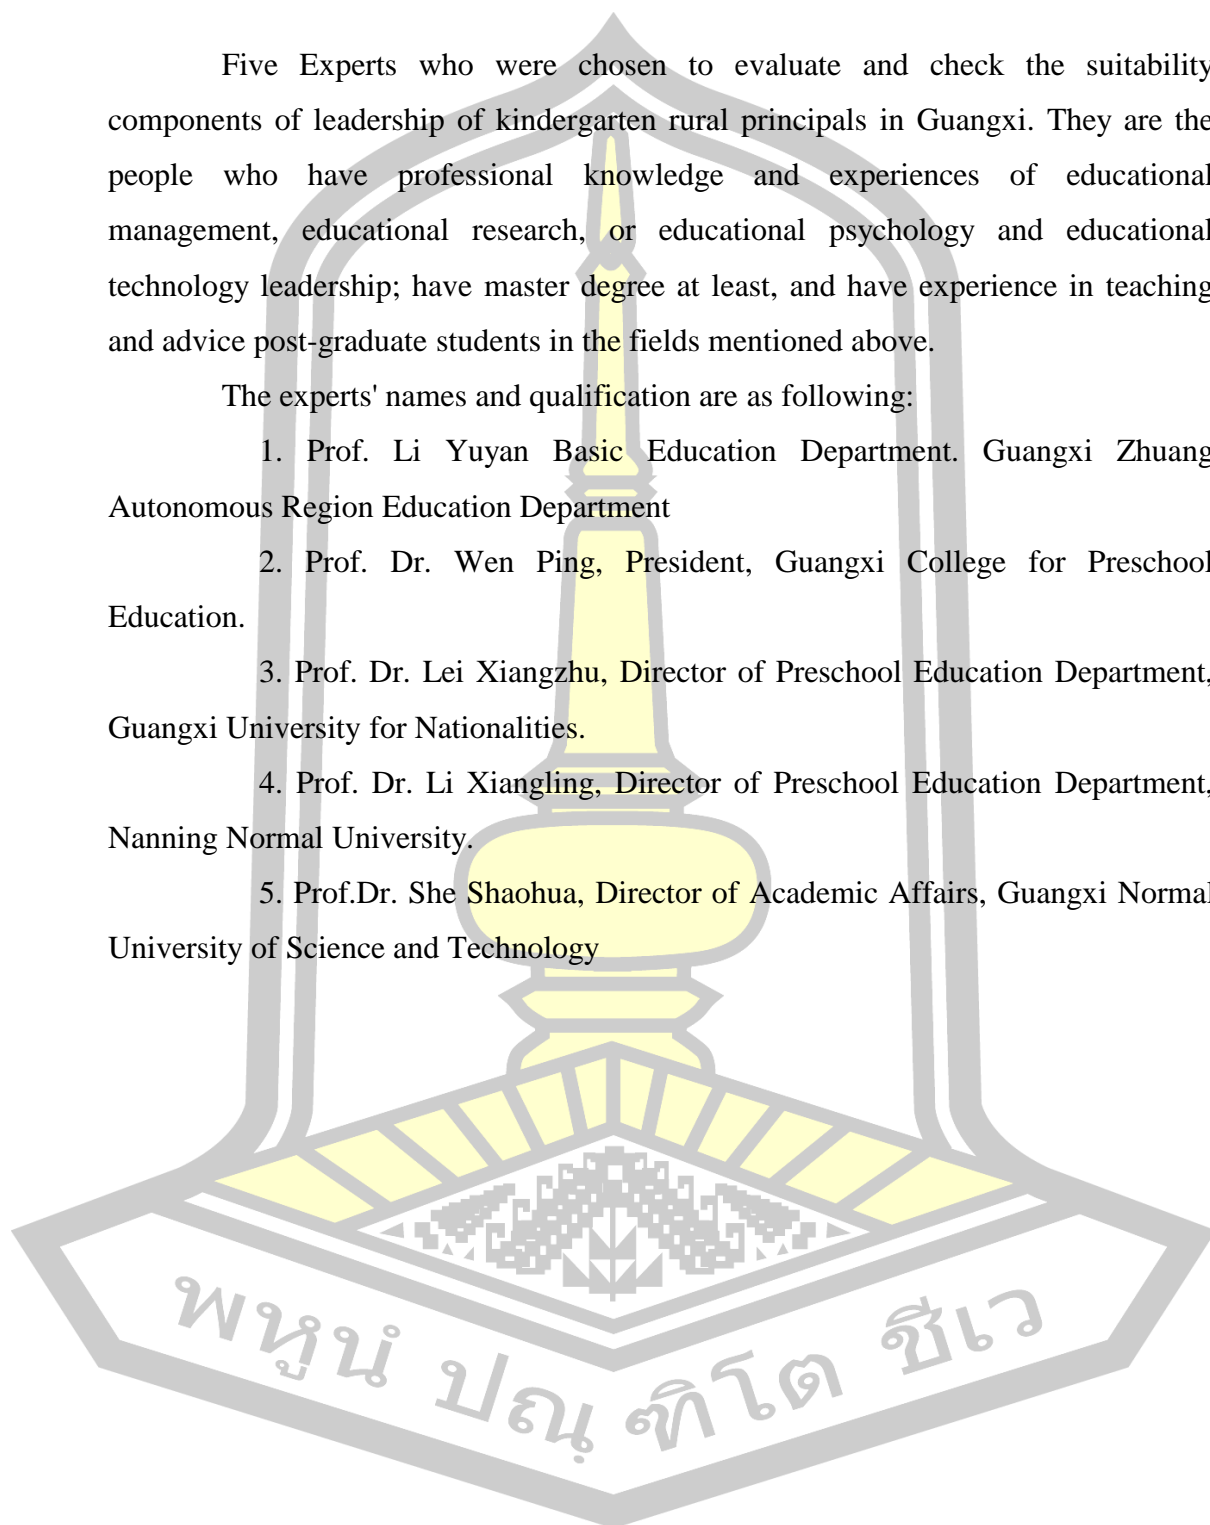 Five Experts who were chosen to evaluate and check the suitability
components of leadership of kindergarten rural principals in Guangxi. They are the
people who have professional knowledge and experiences of educational
management, educational research, or educational psychology and educational
technology leadership; have master degree at least, and have experience in teaching
and advice post-graduate students in the fields mentioned above.
The experts' names and qualification are as following:
1. Prof. Li Yuyan Basic Education Department. Guangxi Zhuang
Autonomous Region Education Department
2. Prof. Dr. Wen Ping, President, Guangxi College for Preschool
Education.
3. Prof. Dr. Lei Xiangzhu, Director of Preschool Education Department,
Guangxi University for Nationalities.
4. Prof. Dr. Li Xiangling, Director of Preschool Education Department,
Nanning Normal University.
5. Prof.Dr. She Shaohua, Director of Academic Affairs, Guangxi Normal
University of Science and Technology
พหูนํ ปณฺฑิโต ชีเว